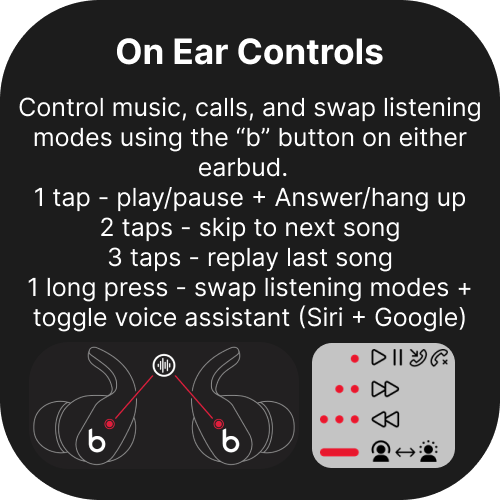 On Ear Controls
Control music, calls, and swap listening
modes using the “b” button on either
earbud.
1 tap - play/pause + Answer/hang up
2 taps - skip to next song
3 taps - replay last song
1 long press - swap listening modes +
toggle voice assistant (Siri + Google)
b b